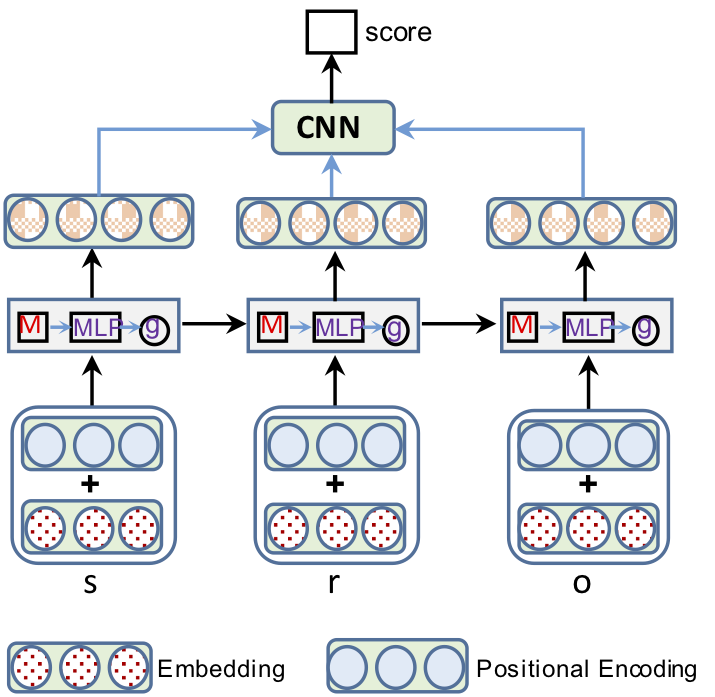 score
CNN
M MLP g M MLP g M MLP g
+ + +
s r o
Embedding Positional Encoding